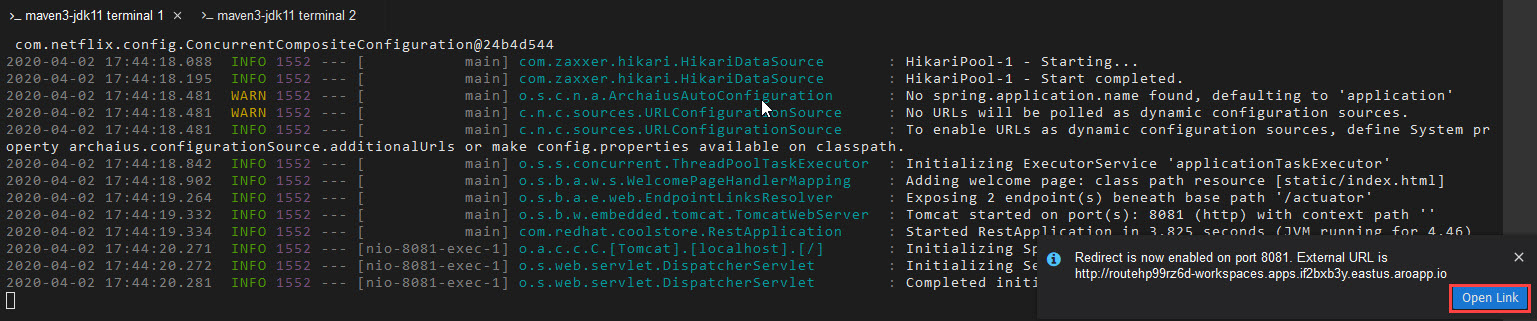 maven3-jdk11 terminal 1 × maven3-jdk11 terminal 2
com.netflix.config.ConcurrentCompositeConfiguration@24b4d544
2020-04-02 17:44:18.088  INFO 1552 --- [           main] com.zaxxer.hikari.HikariDataSource       : HikariPool-1 - Starting...
2020-04-02 17:44:18.195  INFO 1552 --- [           main] com.zaxxer.hikari.HikariDataSource       : HikariPool-1 - Start completed.
2020-04-02 17:44:18.481  WARN 1552 --- [           main] o.s.c.n.a.ArchaiusAutoConfiguration      : No spring.application.name found, defaulting to 'application'
2020-04-02 17:44:18.481  WARN 1552 --- [           main] c.n.c.sources.URLConfigurationSource     : No URLs will be polled as dynamic configuration sources.
2020-04-02 17:44:18.481  INFO 1552 --- [           main] c.n.c.sources.URLConfigurationSource     : To enable URLs as dynamic configuration sources, define System pr
operty archaius.configurationSource.additionalUrls or make config.properties available on classpath.
2020-04-02 17:44:18.842  INFO 1552 --- [           main] o.s.s.concurrent.ThreadPoolTaskExecutor  : Initializing ExecutorService 'applicationTaskExecutor'
2020-04-02 17:44:18.902  INFO 1552 --- [           main] o.s.b.a.w.s.WelcomePageHandlerMapping    : Adding welcome page: class path resource [static/index.html]
2020-04-02 17:44:19.264  INFO 1552 --- [           main] o.s.b.a.e.web.EndpointLinksResolver      : Exposing 2 endpoint(s) beneath base path '/actuator'
2020-04-02 17:44:19.332  INFO 1552 --- [           main] o.s.b.w.embedded.tomcat.TomcatWebServer  : Tomcat started on port(s): 8081 (http) with context path ''
2020-04-02 17:44:19.334  INFO 1552 --- [           main] com.redhat.coolstore.RestApplication     : Started RestApplication in 3.825 seconds (JVM running for 4.46)
2020-04-02 17:44:20.271  INFO 1552 --- [nio-8081-exec-1] o.a.c.c.C.[Tomcat].[localhost].[/]       : Initializing Sp
2020-04-02 17:44:20.272  INFO 1552 --- [nio-8081-exec-1] o.s.web.servlet.DispatcherServlet        : Initializing Se
2020-04-02 17:44:20.281  INFO 1552 --- [nio-8081-exec-1] o.s.web.servlet.DispatcherServlet        : Completed initi
Redirect is now enabled on port 8081. External URL is
http://routehp99rz6d-workspaces.apps.if2bxb3y.eastus.aroapp.io
Open Link